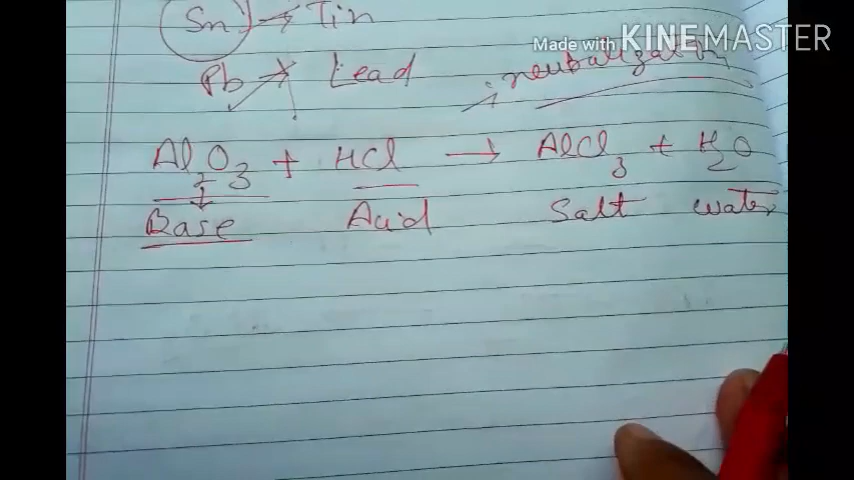 Sn → Tin
Made with KINEMASTER
Pb → Lead
neutralization
Al2O3 + HCl → AlCl3 + H2O
Base Acid Salt water